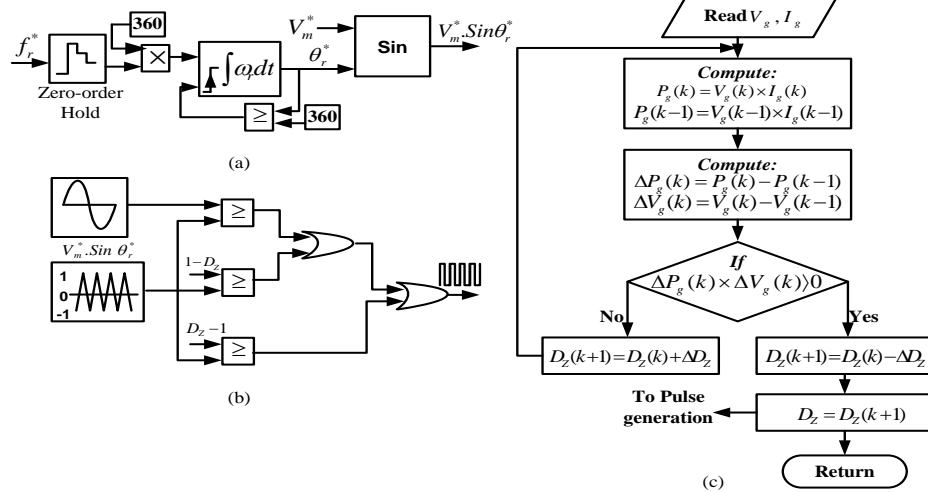 360
f_r^*
Zero-order
Hold
×
∫ω_r dt
θ_r^*
≥
360
V_m^*
Sin
V_m^*.Sinθ_r^*
(a)
V_m^*.Sin θ_r^*
1
0
-1
≥
1−D_Z
≥
D_Z −1
≥
(b)
Read V_g , I_g
Compute:
P_g(k)=V_g(k)×I_g(k)
P_g(k−1)=V_g(k−1)×I_g(k−1)
Compute:
ΔP_g(k)=P_g(k)−P_g(k−1)
ΔV_g(k)=V_g(k)−V_g(k−1)
If
ΔP_g(k)×ΔV_g(k)⟩0
No
Yes
D_Z(k+1)=D_Z(k)+ΔD_Z
D_Z(k+1)=D_Z(k)−ΔD_Z
To Pulse
generation
D_Z=D_Z(k+1)
Return
(c)